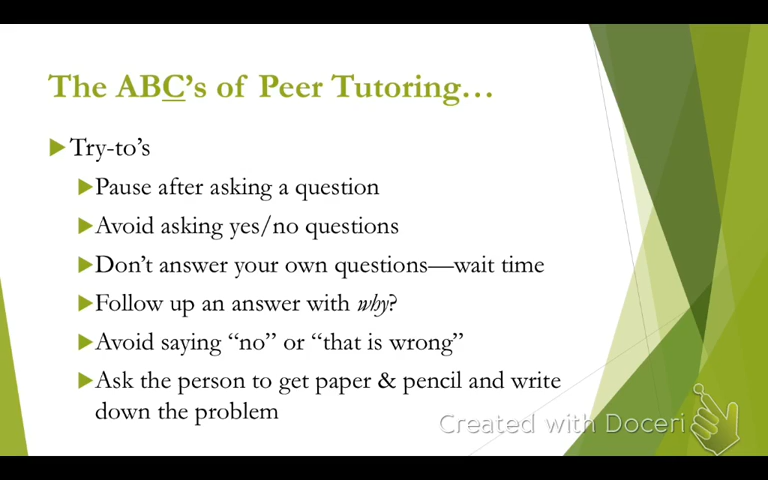 The ABC's of Peer Tutoring…
Try-to's
Pause after asking a question
Avoid asking yes/no questions
Don't answer your own questions—wait time
Follow up an answer with why?
Avoid saying “no” or “that is wrong”
Ask the person to get paper & pencil and write
down the problem
Created with Doceri